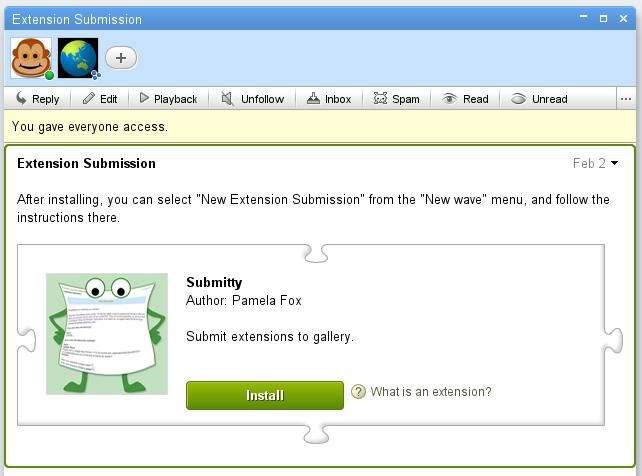 Extension Submission
Reply Edit Playback Unfollow Inbox Spam Read Unread
You gave everyone access.
Extension Submission Feb 2
After installing, you can select "New Extension Submission" from the "New wave" menu, and follow the
instructions there.
Submitty
Author: Pamela Fox
Submit extensions to gallery.
Install
What is an extension?